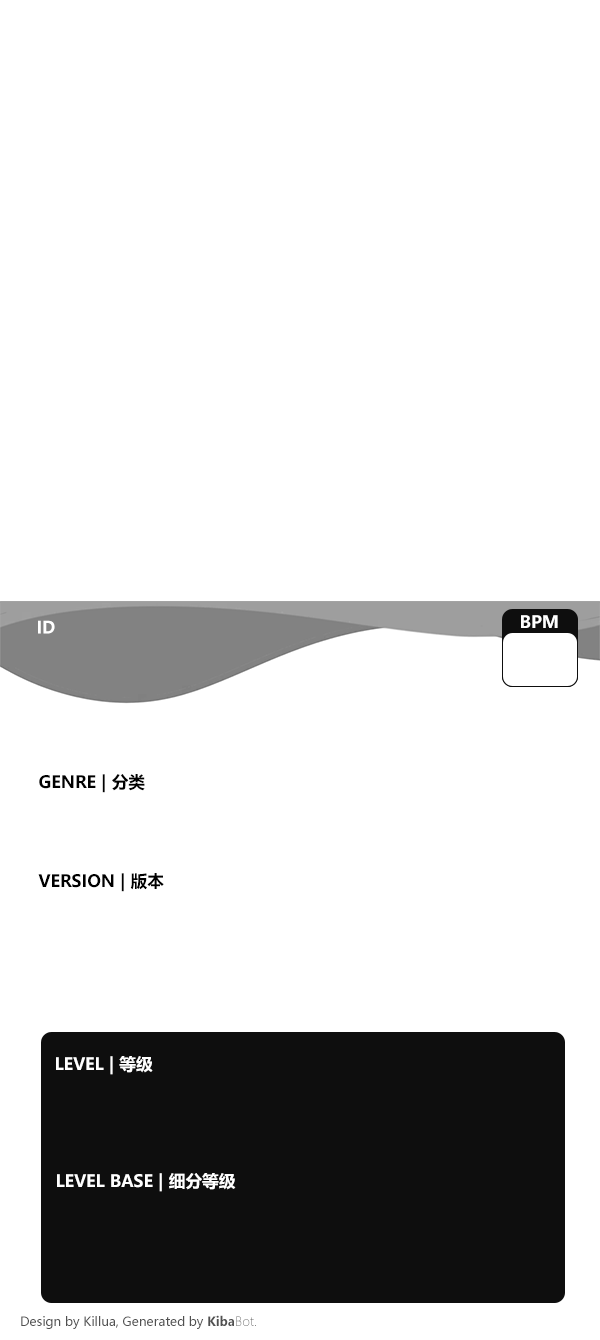 ID
BPM
GENRE | 分类
VERSION | 版本
LEVEL | 等级
LEVEL BASE | 细分等级
Design by Killua, Generated by KibaBot.